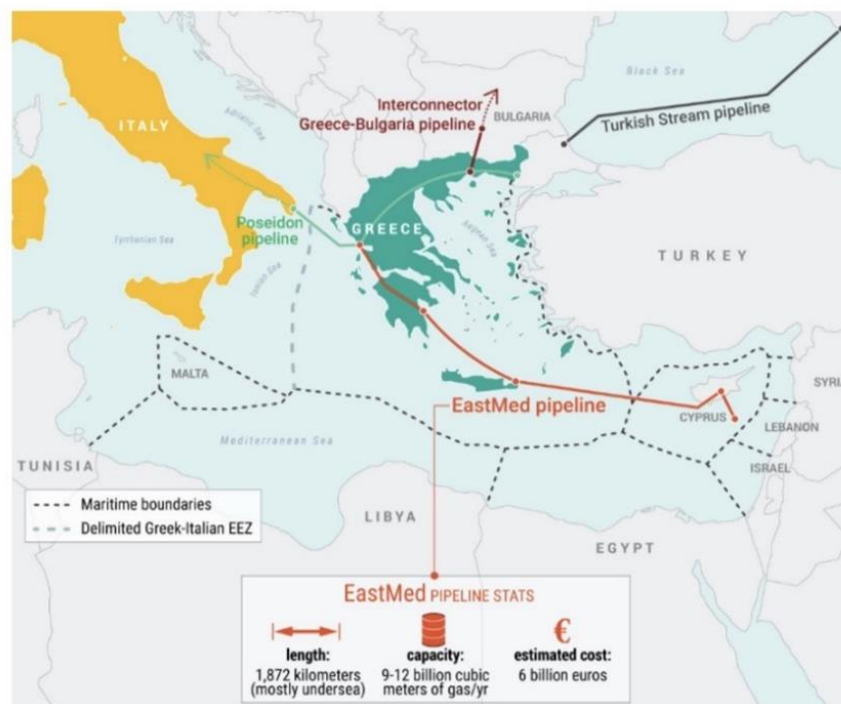 Black Sea
Interconnector
Greece-Bulgaria pipeline
BULGARIA
Turkish Stream pipeline
Adriatic Sea
ITALY
Poseidon
pipeline
GREECE
Aegean Sea
Tyrrhenian Sea
Ionian Sea
TURKEY
MALTA
EastMed pipeline
CYPRUS
SYRI
LEBANON
ISRAEL
Mediterranean Sea
TUNISIA
Maritime boundaries
Delimited Greek-Italian EEZ
LIBYA
EGYPT
EastMed PIPELINE STATS
€
length:
1,872 kilometers
(mostly undersea)
capacity:
9-12 billion cubic
meters of gas/yr
estimated cost:
6 billion euros